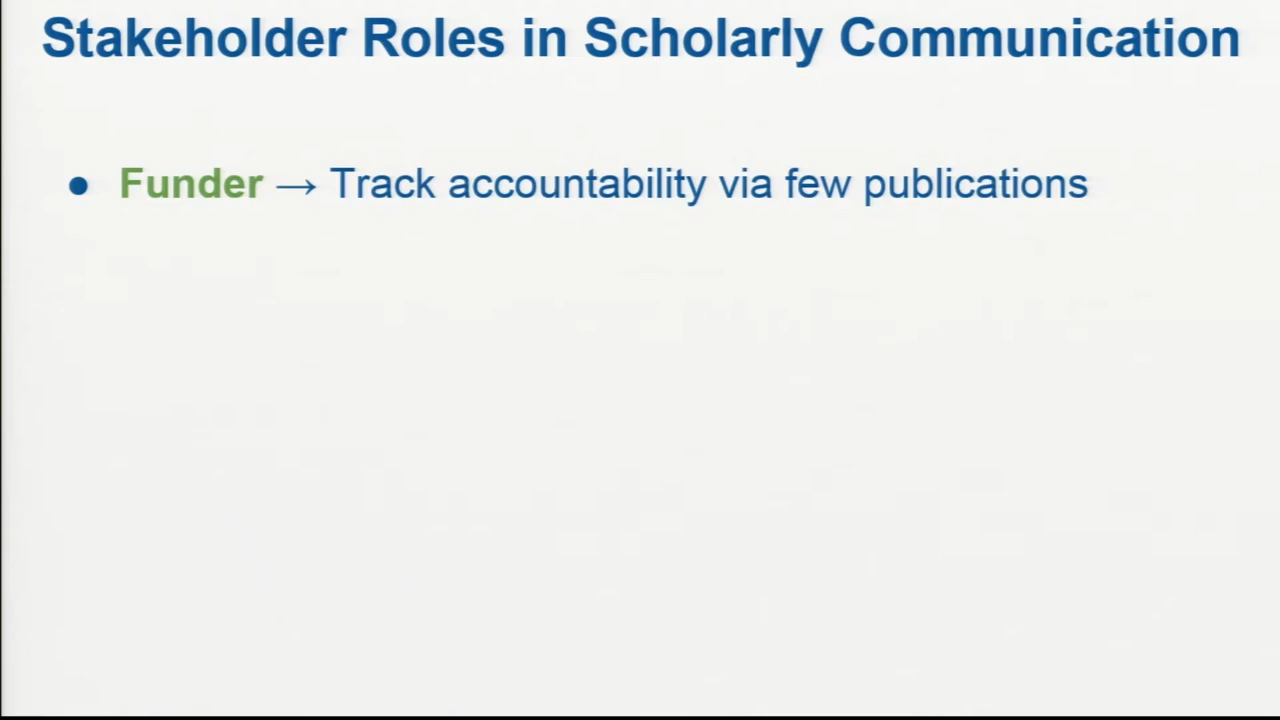 Stakeholder Roles in Scholarly Communication
● Funder → Track accountability via few publications